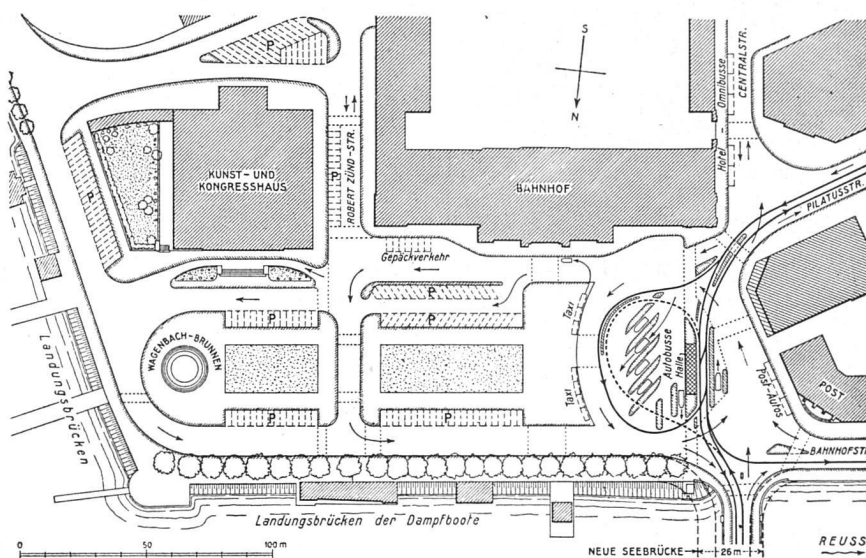 P
S
N
KUNST- UND
KONGRESSHAUS
P
ROBERT ZÜND-STR.
P
BAHNHOF
Hotel - Omnibusse
CENTRALSTR.
PILATUSSTR.
Gepäckverkehr
P
P
P
WAGENBACH-BRUNNEN
Taxi
Taxi
Autobusse
Halle
Post-Autos
POST
P
P
BAHNHOFSTR
Landungsbrücken
Landungsbrücken der Dampfboote
0 50 100 m
NEUE SEEBRÜCKE
26 m
REUSS